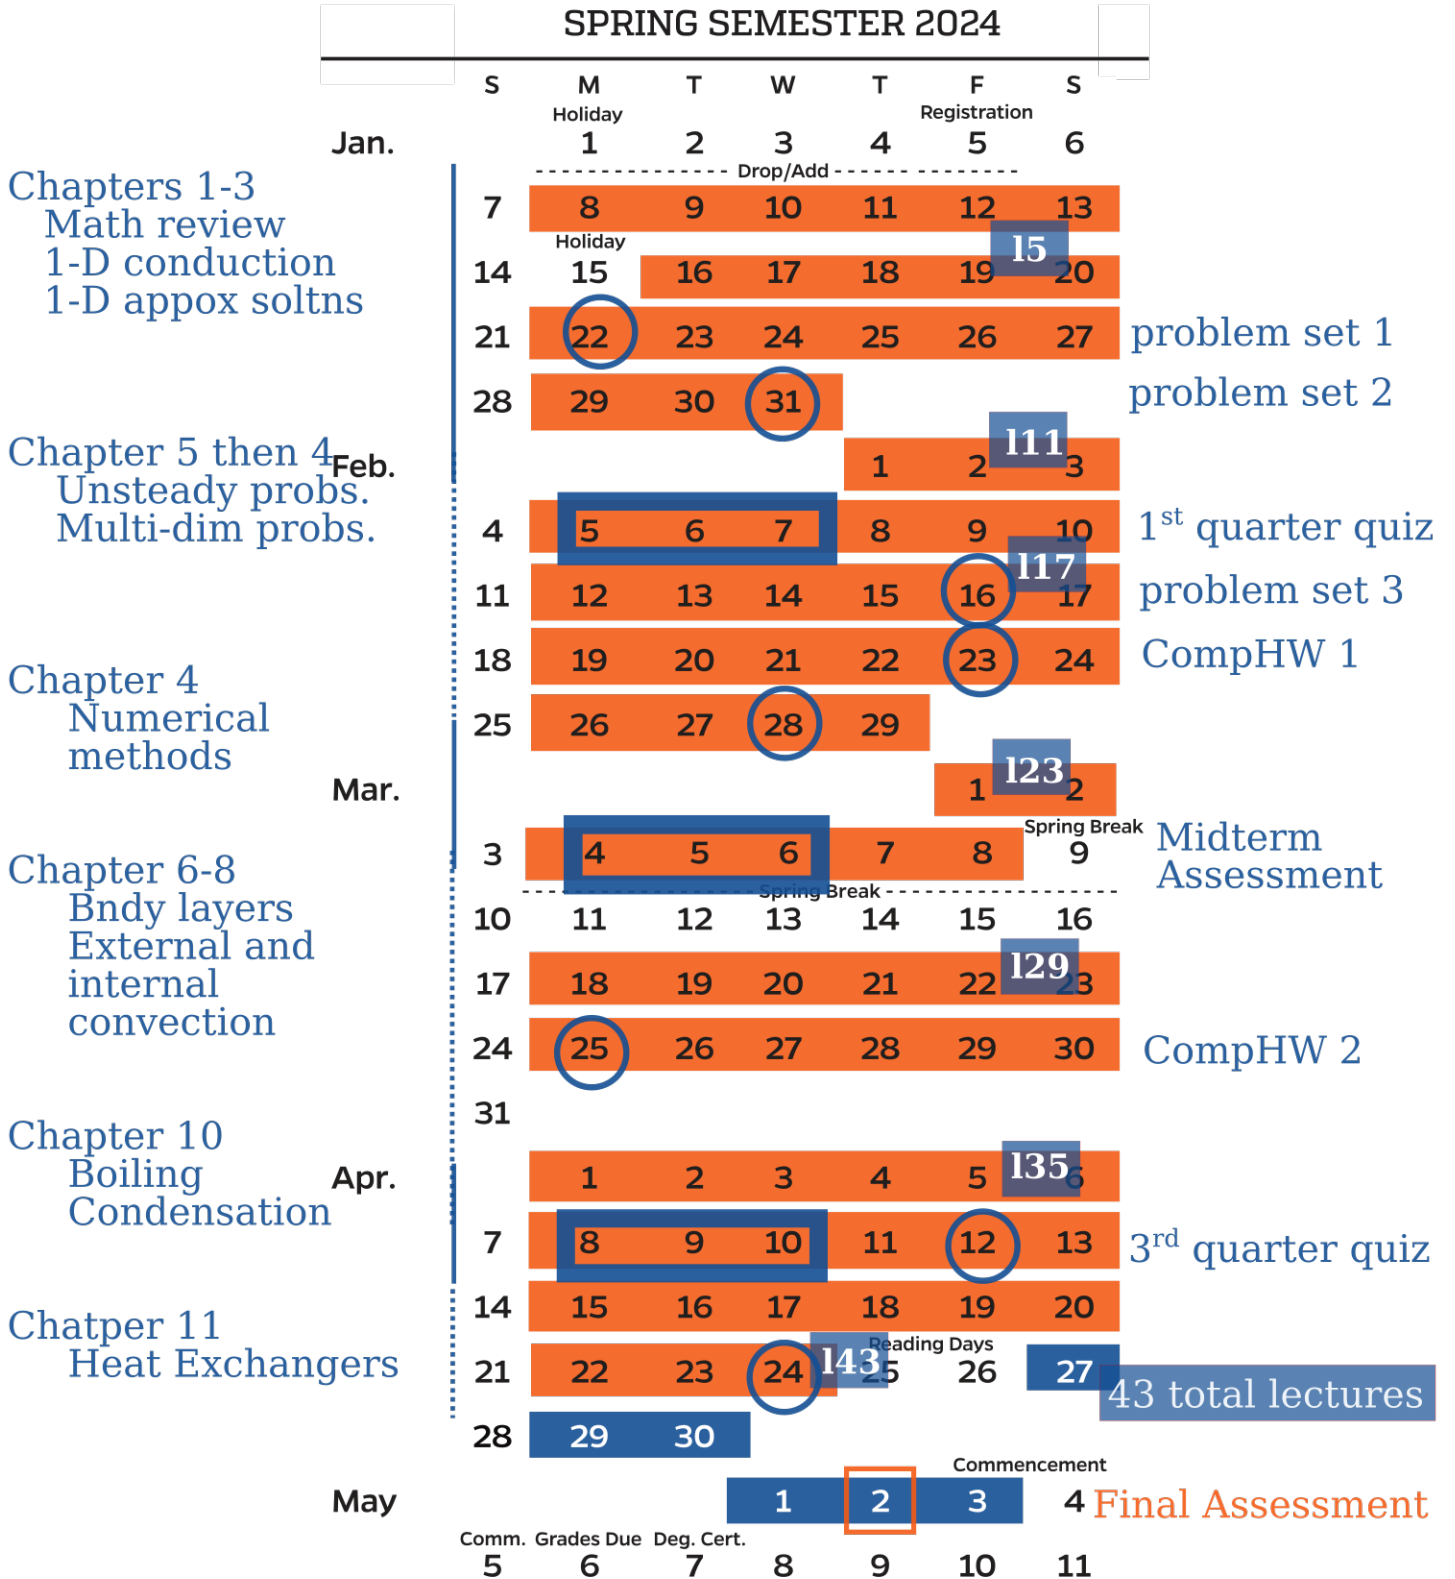 SPRING SEMESTER 2024
S M T W T F S
Holiday Registration
Jan. 1 2 3 4 5 6
Drop/Add
Chapters 1-3
Math review
1-D conduction
1-D appox soltns
7 8 9 10 11 12 13
Holiday l5
14 15 16 17 18 19 20
21 22 23 24 25 26 27 problem set 1
28 29 30 31 problem set 2
Chapter 5 then 4
Unsteady probs.
Multi-dim probs.
l11
Feb. 1 2 3
4 5 6 7 8 9 10 1st quarter quiz
l17
11 12 13 14 15 16 17 problem set 3
18 19 20 21 22 23 24 CompHW 1
Chapter 4
Numerical
methods
25 26 27 28 29
l23
Mar. 1 2
Spring Break
3 4 5 6 7 8 9 Midterm
Assessment
Spring Break
Chapter 6-8
Bndy layers
External and
internal
convection
10 11 12 13 14 15 16
l29
17 18 19 20 21 22 23
24 25 26 27 28 29 30 CompHW 2
31
Chapter 10
Boiling
Condensation
l35
Apr. 1 2 3 4 5 6
7 8 9 10 11 12 13 3rd quarter quiz
14 15 16 17 18 19 20
Chatper 11
Heat Exchangers
Reading Days
l43
21 22 23 24 25 26 27
43 total lectures
28 29 30
Commencement
May 1 2 3 4 Final Assessment
Comm. Grades Due Deg. Cert.
5 6 7 8 9 10 11